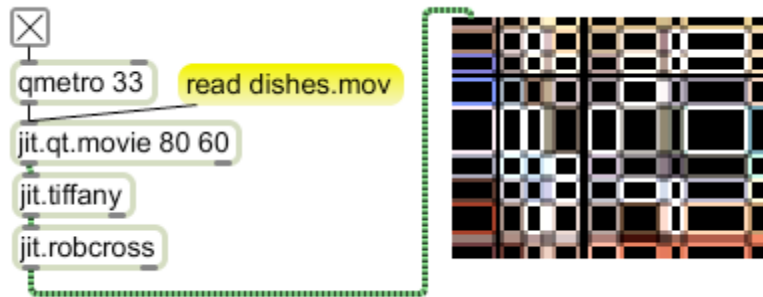 qmetro 33
read dishes.mov
jit.qt.movie 80 60
jit.tiffany
jit.robcross